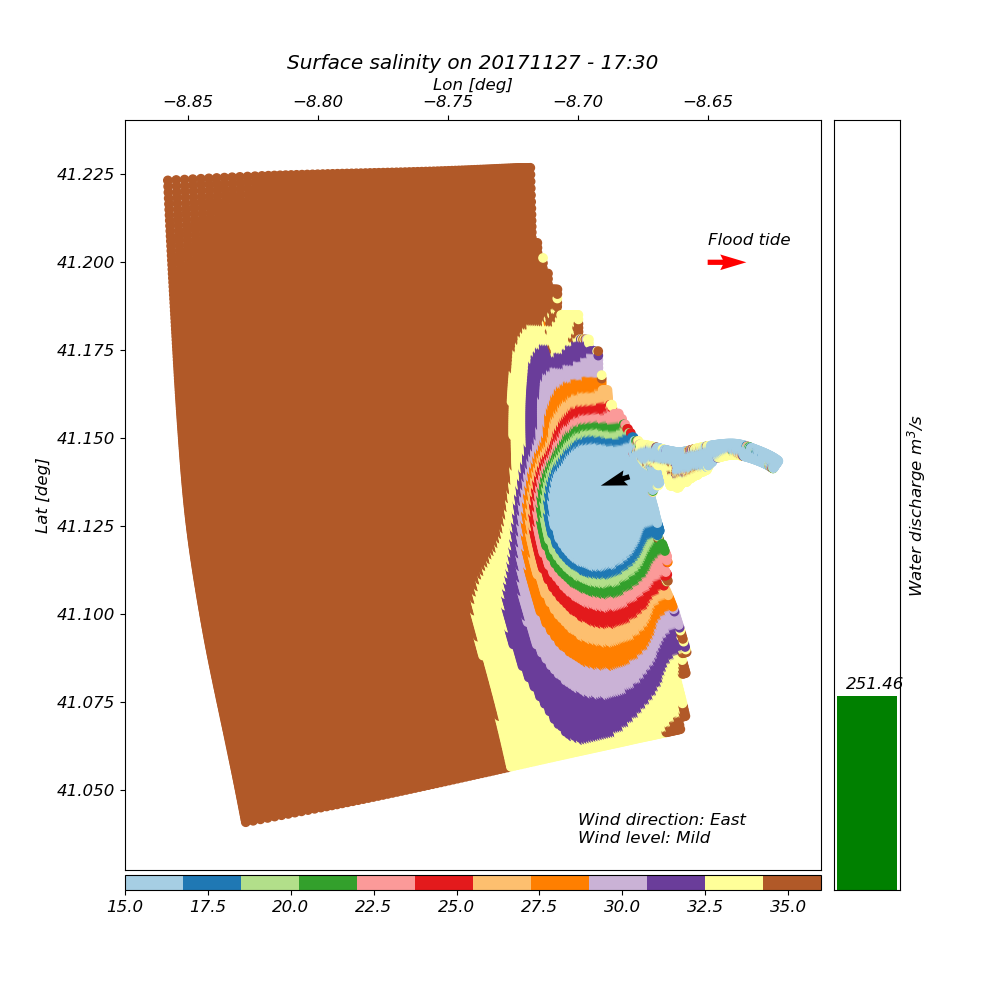 Surface salinity on 20171127 - 17:30
Lon [deg]
−8.85 −8.80 −8.75 −8.70 −8.65
41.225
41.200
41.175
41.150
41.125
41.100
41.075
41.050
Lat [deg]
Flood tide
Wind direction: East
Wind level: Mild
15.0 17.5 20.0 22.5 25.0 27.5 30.0 32.5 35.0
251.46
Water discharge m³/s